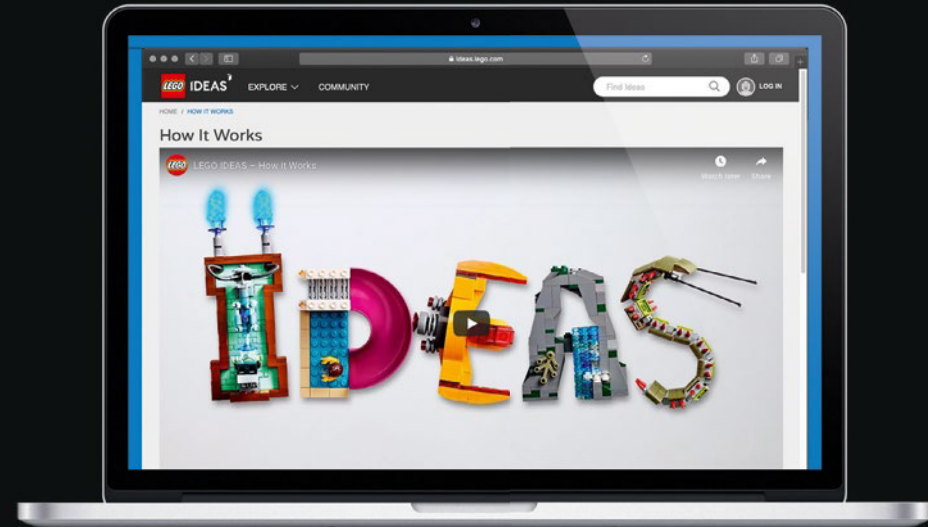 ideas.lego.com
LEGO IDEAS EXPLORE COMMUNITY Find Ideas LOG IN
HOME / HOW IT WORKS
How It Works
LEGO LEGO IDEAS – How It Works
Watch later Share
IDEAS